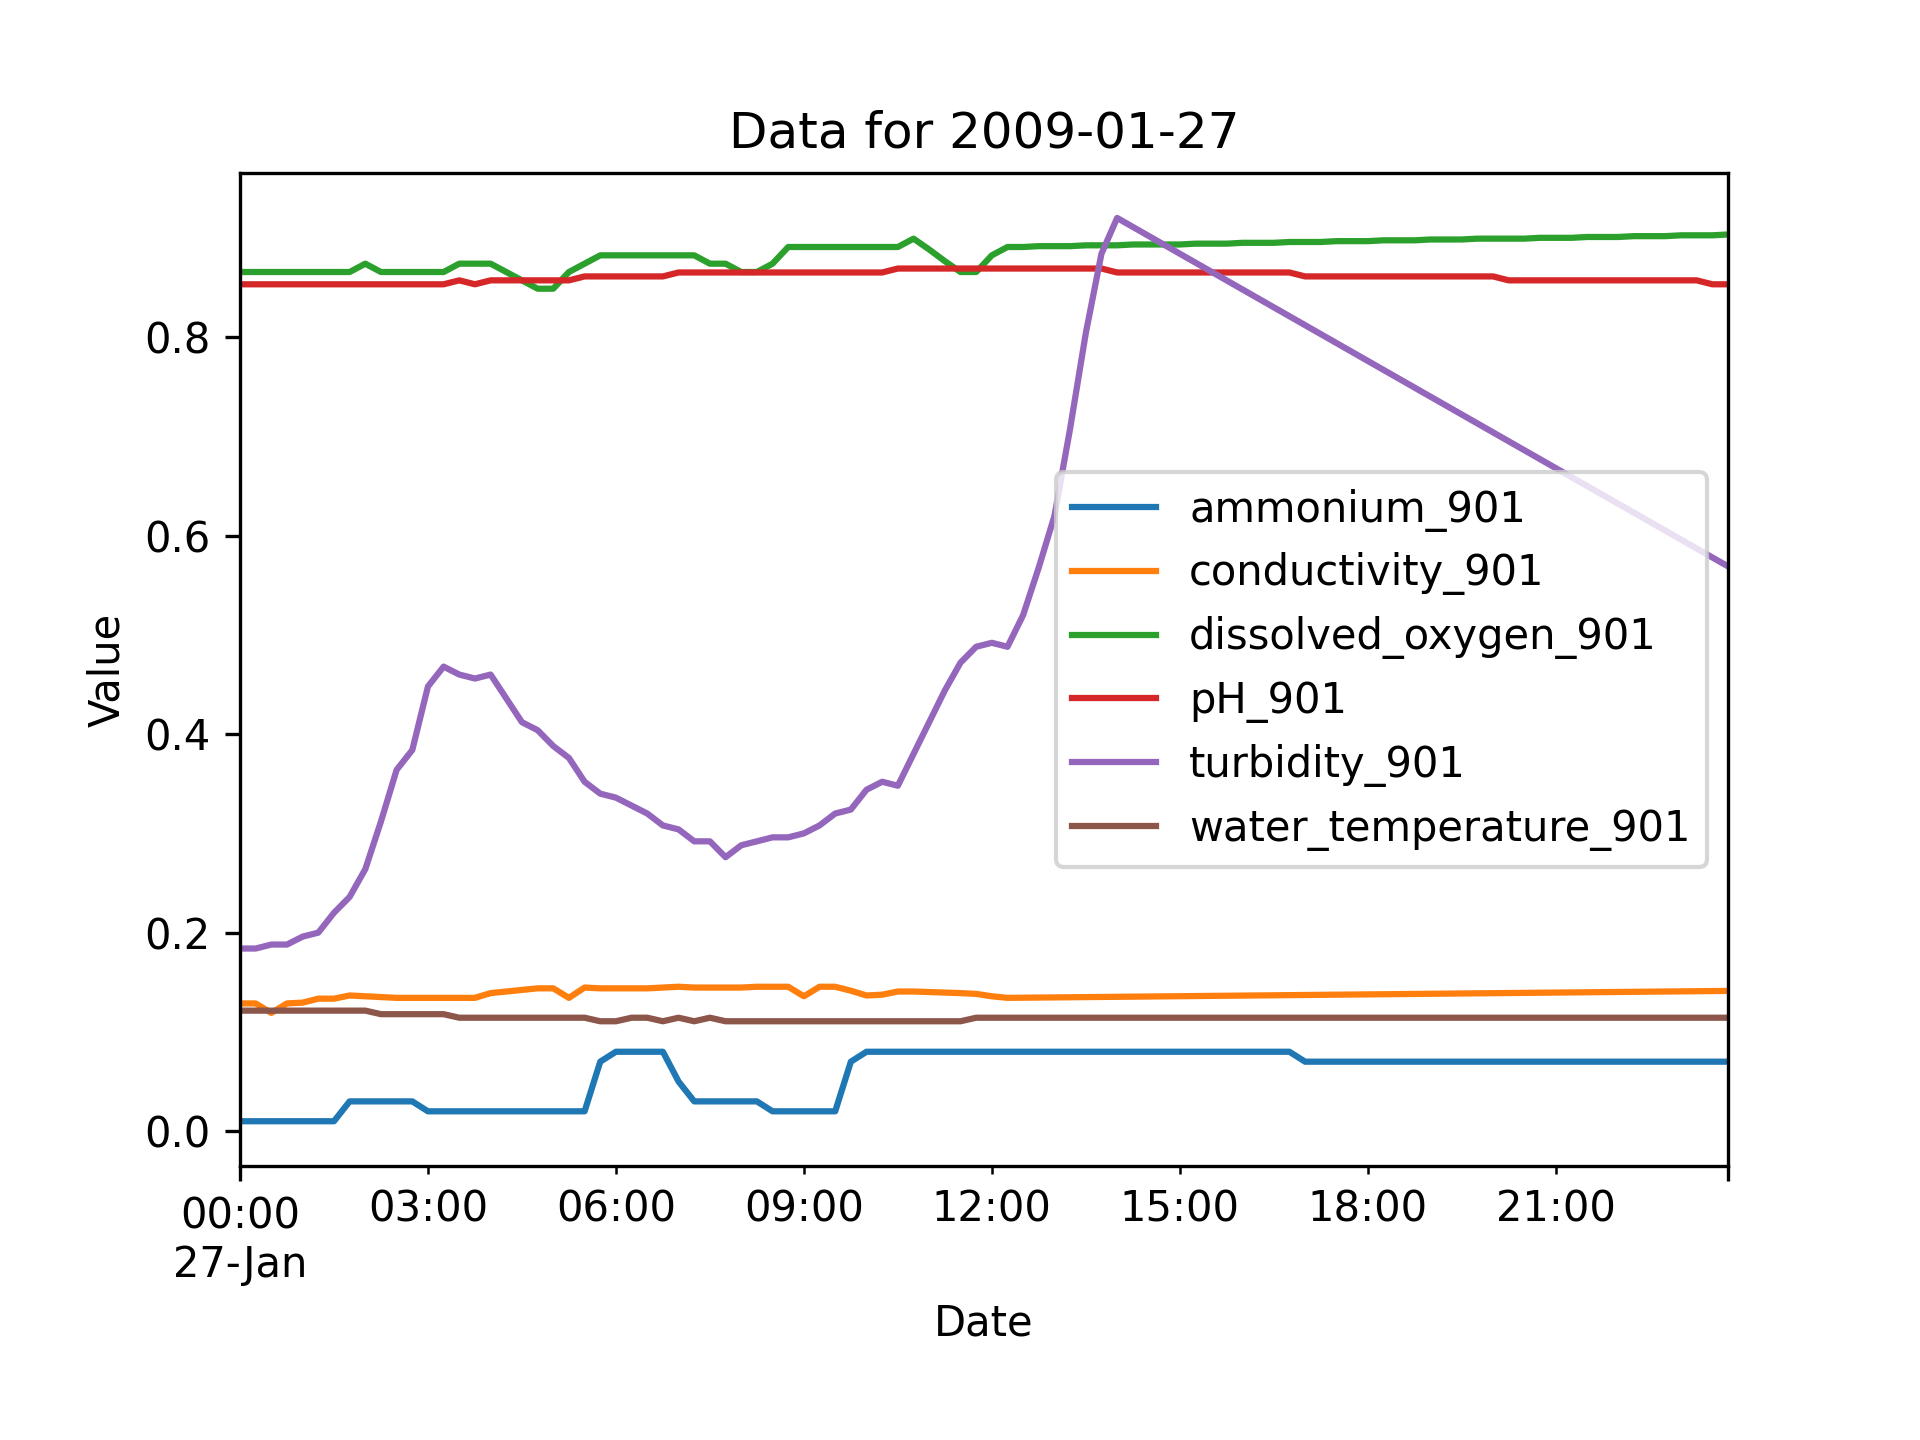 Data for 2009-01-27
Value
0.8
0.6
0.4
0.2
0.0
ammonium_901
conductivity_901
dissolved_oxygen_901
pH_901
turbidity_901
water_temperature_901
00:00 03:00 06:00 09:00 12:00 15:00 18:00 21:00
27-Jan
Date